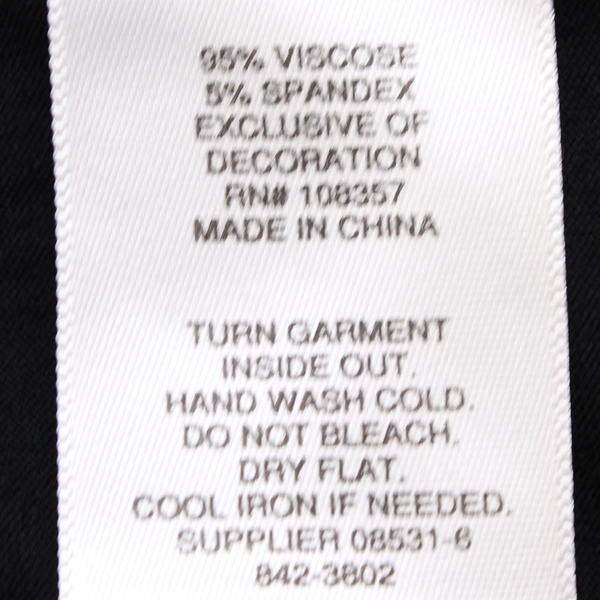 95% VISCOSE
5% SPANDEX
EXCLUSIVE OF
DECORATION
RN# 108357
MADE IN CHINA
TURN GARMENT
INSIDE OUT.
HAND WASH COLD.
DO NOT BLEACH.
DRY FLAT.
COOL IRON IF NEEDED.
SUPPLIER 08531-6
842-3802